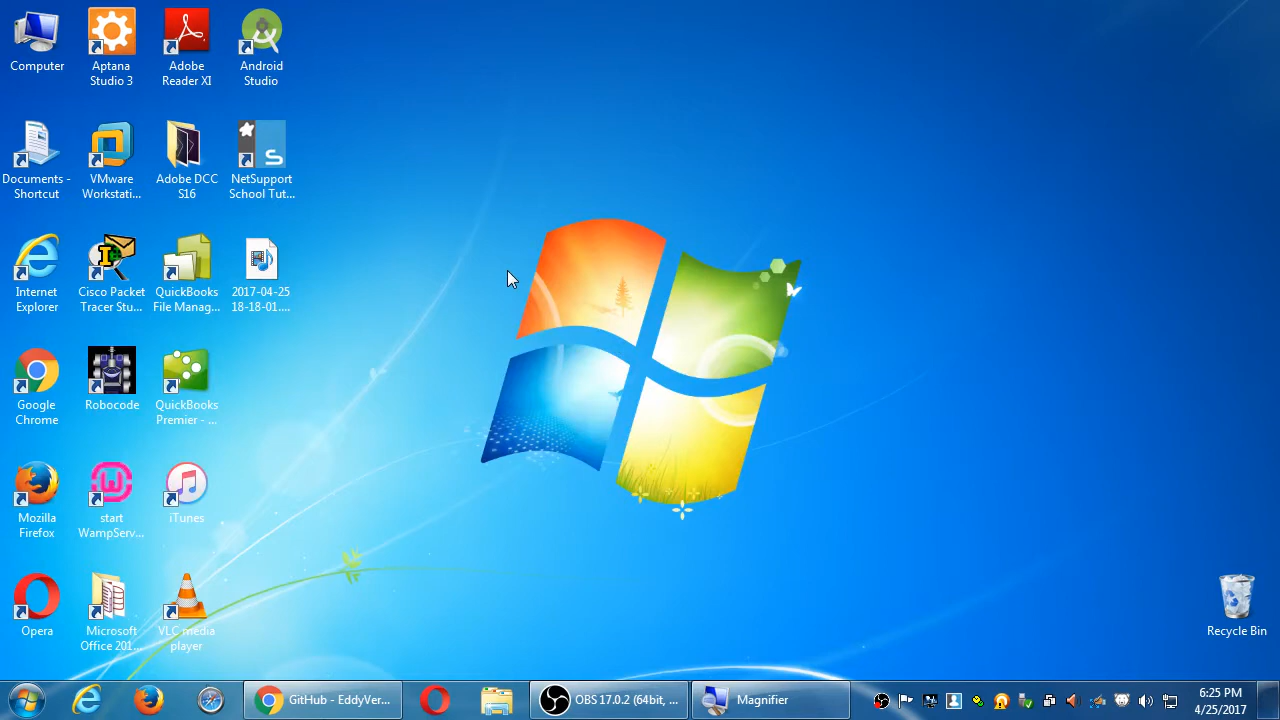 Computer
Aptana
Studio 3
Adobe
Reader XI
Android
Studio
Documents -
Shortcut
VMware
Workstati...
Adobe DCC
S16
NetSupport
School Tut...
Internet
Explorer
Cisco Packet
Tracer Stu...
QuickBooks
File Manag...
2017-04-25
18-18-01....
Google
Chrome
Robocode
QuickBooks
Premier - ...
Mozilla
Firefox
start
WampServ...
iTunes
Opera
Microsoft
Office 201...
VLC media
player
Recycle Bin
GitHub - EddyVer...
OBS 17.0.2 (64bit, ...
Magnifier
6:25 PM
4/25/2017